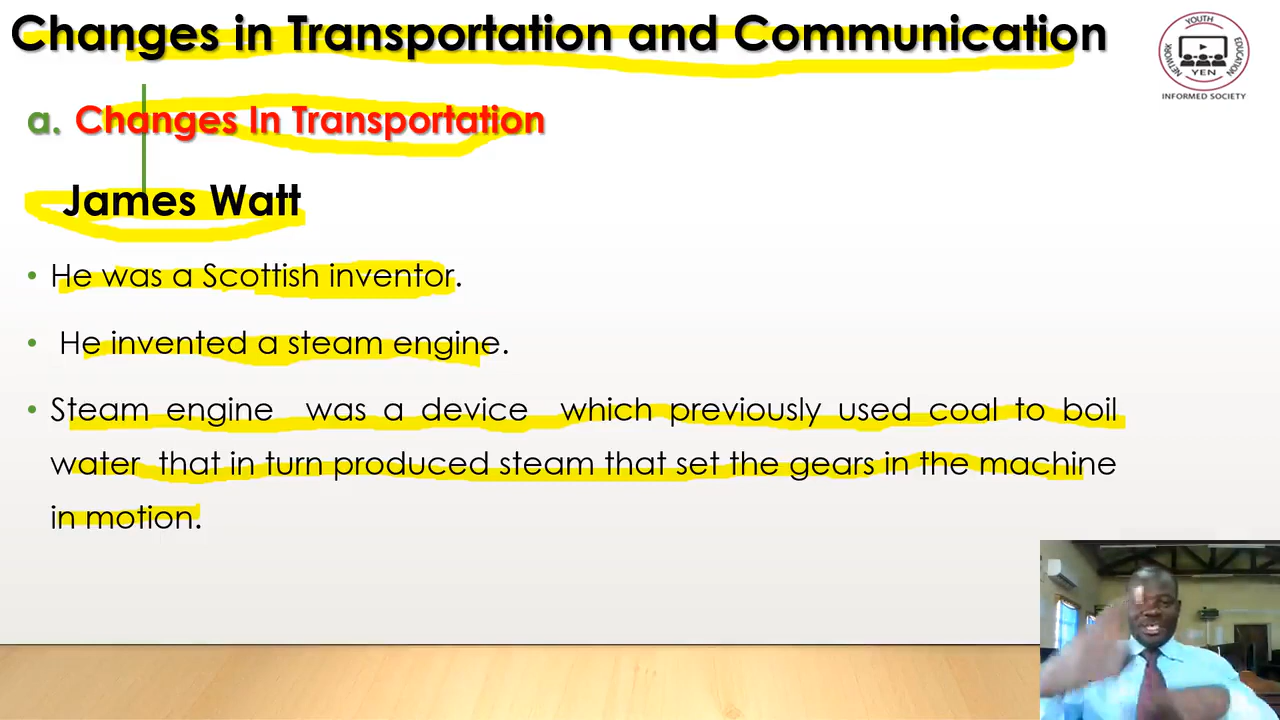 Changes in Transportation and Communication
YOUTH
EDUCATION
NETWORK
YEN
INFORMED SOCIETY
a. Changes In Transportation
James Watt
• He was a Scottish inventor.
• He invented a steam engine.
• Steam engine was a device which previously used coal to boil
water that in turn produced steam that set the gears in the machine
in motion.